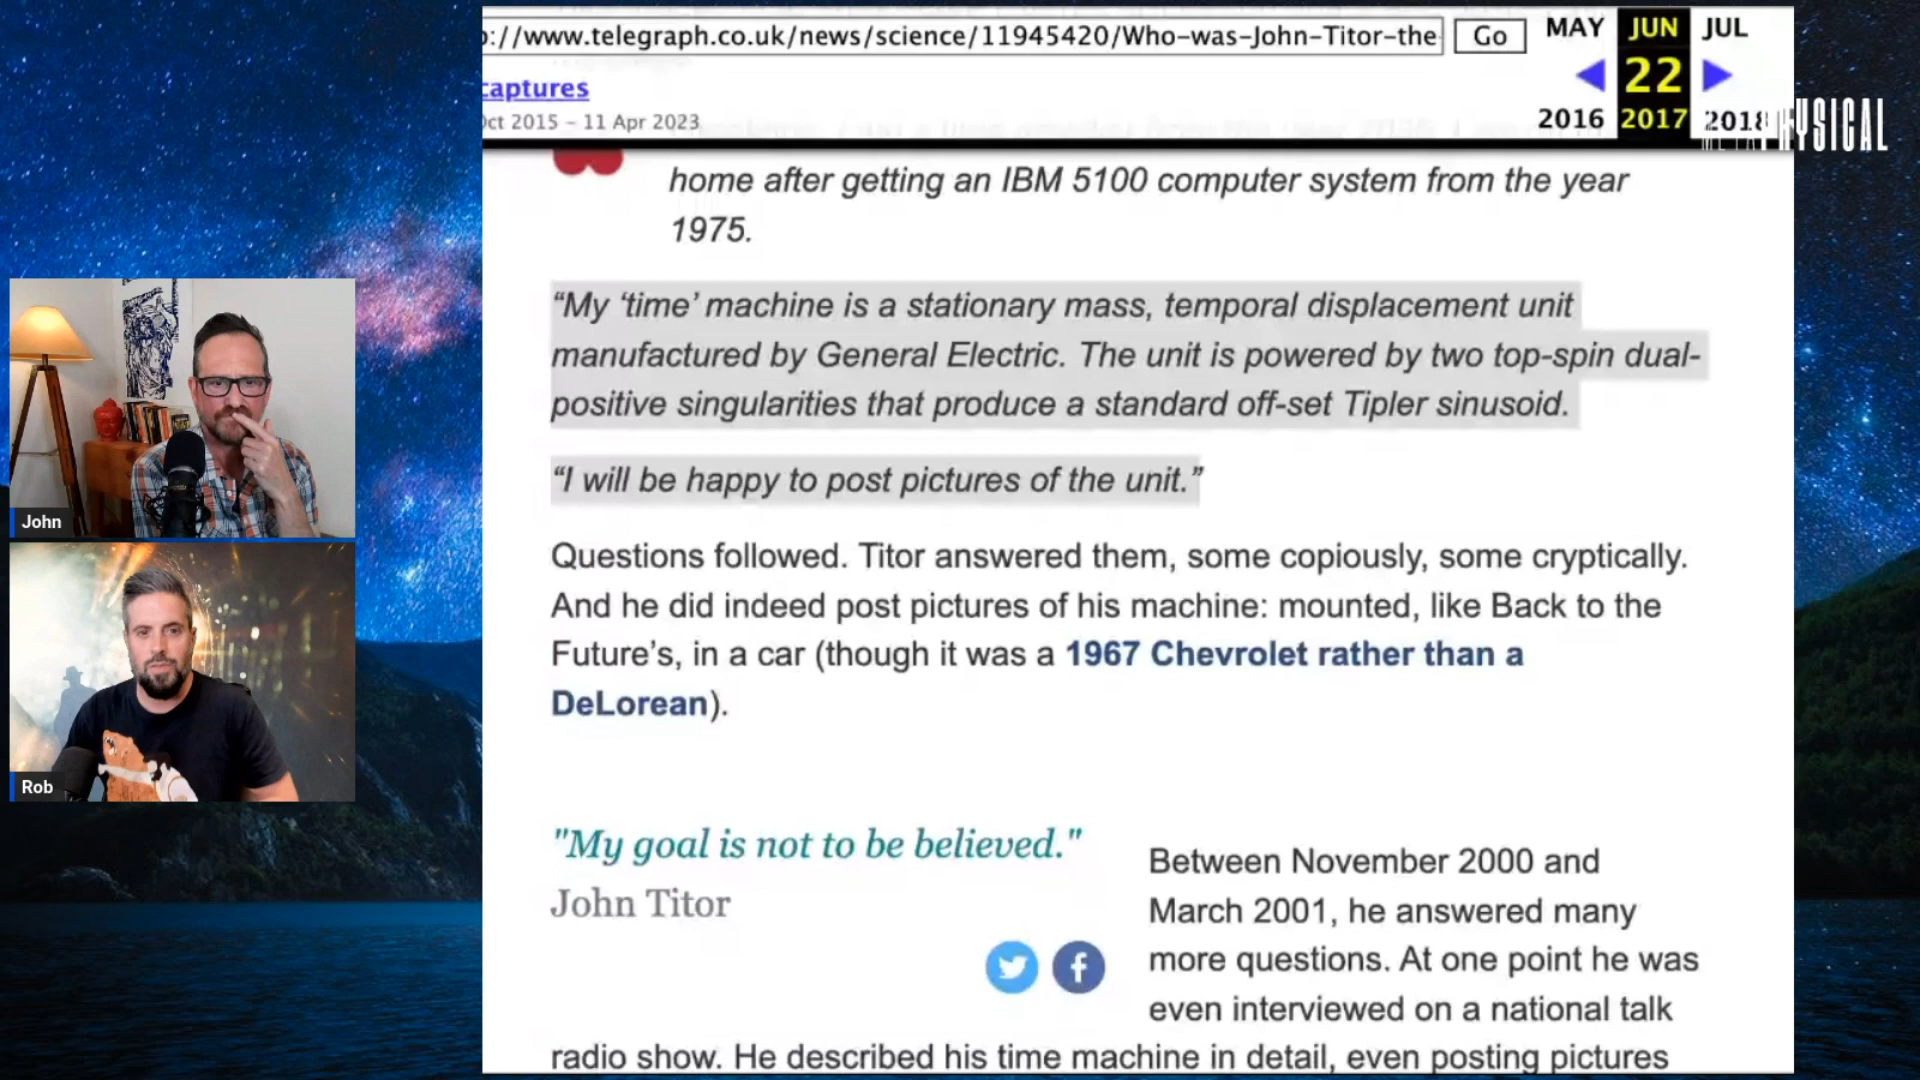 ://www.telegraph.co.uk/news/science/11945420/Who-was-John-Titor-the
Go
MAY JUN JUL
22
2016 2017 2018
captures
Oct 2015 – 11 Apr 2023
METAPHYSICAL
home after getting an IBM 5100 computer system from the year
1975.
“My ‘time’ machine is a stationary mass, temporal displacement unit
manufactured by General Electric. The unit is powered by two top-spin dual-
positive singularities that produce a standard off-set Tipler sinusoid.
“I will be happy to post pictures of the unit.”
Questions followed. Titor answered them, some copiously, some cryptically.
And he did indeed post pictures of his machine: mounted, like Back to the
Future’s, in a car (though it was a 1967 Chevrolet rather than a
DeLorean).
"My goal is not to be believed."
John Titor
Between November 2000 and
March 2001, he answered many
more questions. At one point he was
even interviewed on a national talk
radio show. He described his time machine in detail, even posting pictures
John
Rob